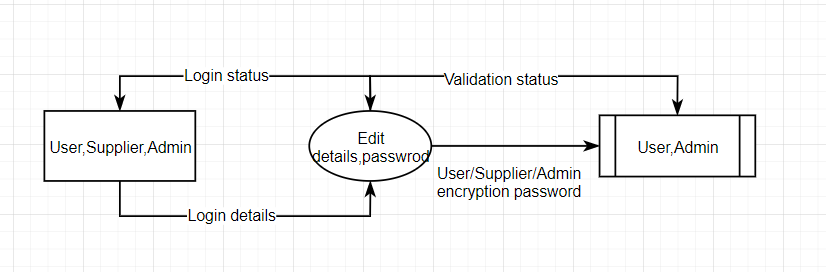 Login status
Validation status
User,Supplier,Admin
Edit
details,passwrod
User,Admin
User/Supplier/Admin
encryption password
Login details